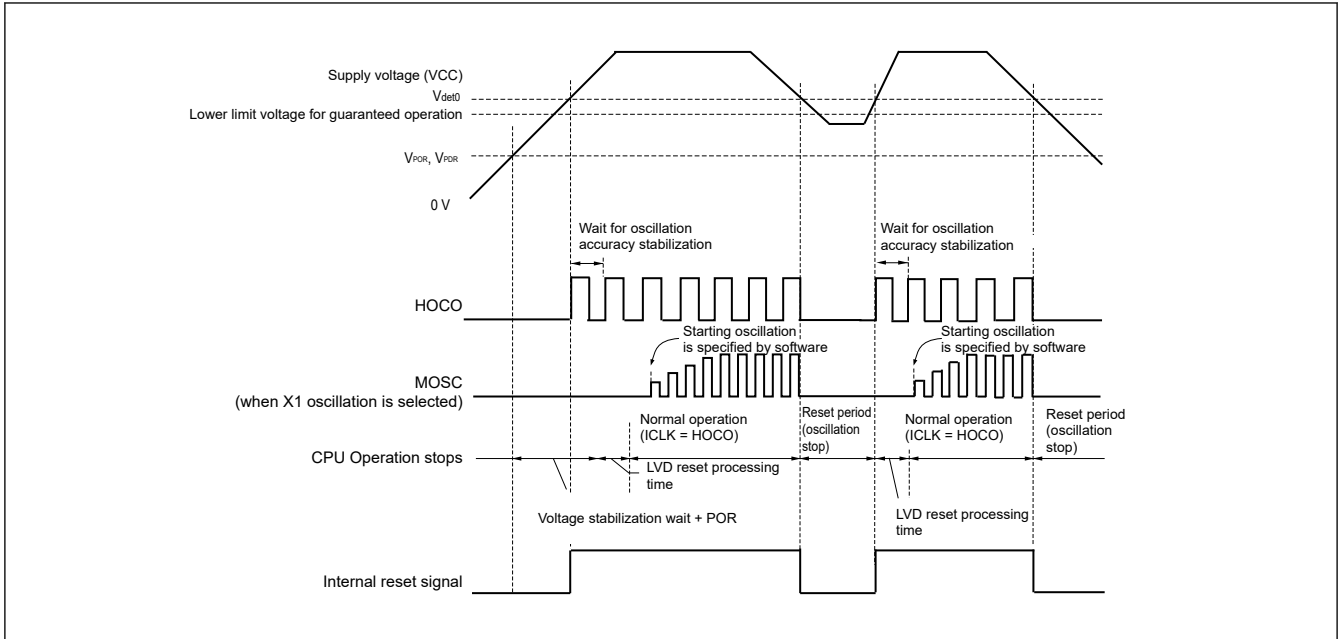 Supply voltage (VCC)
Vdet0
Lower limit voltage for guaranteed operation
VPOR, VPDR
0 V
Wait for oscillation
accuracy stabilization
Wait for oscillation
accuracy stabilization
HOCO
Starting oscillation
is specified by software
Starting oscillation
is specified by software
MOSC
(when X1 oscillation is selected)
Normal operation
(ICLK = HOCO)
Reset period
(oscillation
stop)
Normal operation
(ICLK = HOCO)
Reset period
(oscillation
stop)
CPU Operation stops
LVD reset processing
time
Voltage stabilization wait + POR
LVD reset processing
time
Internal reset signal